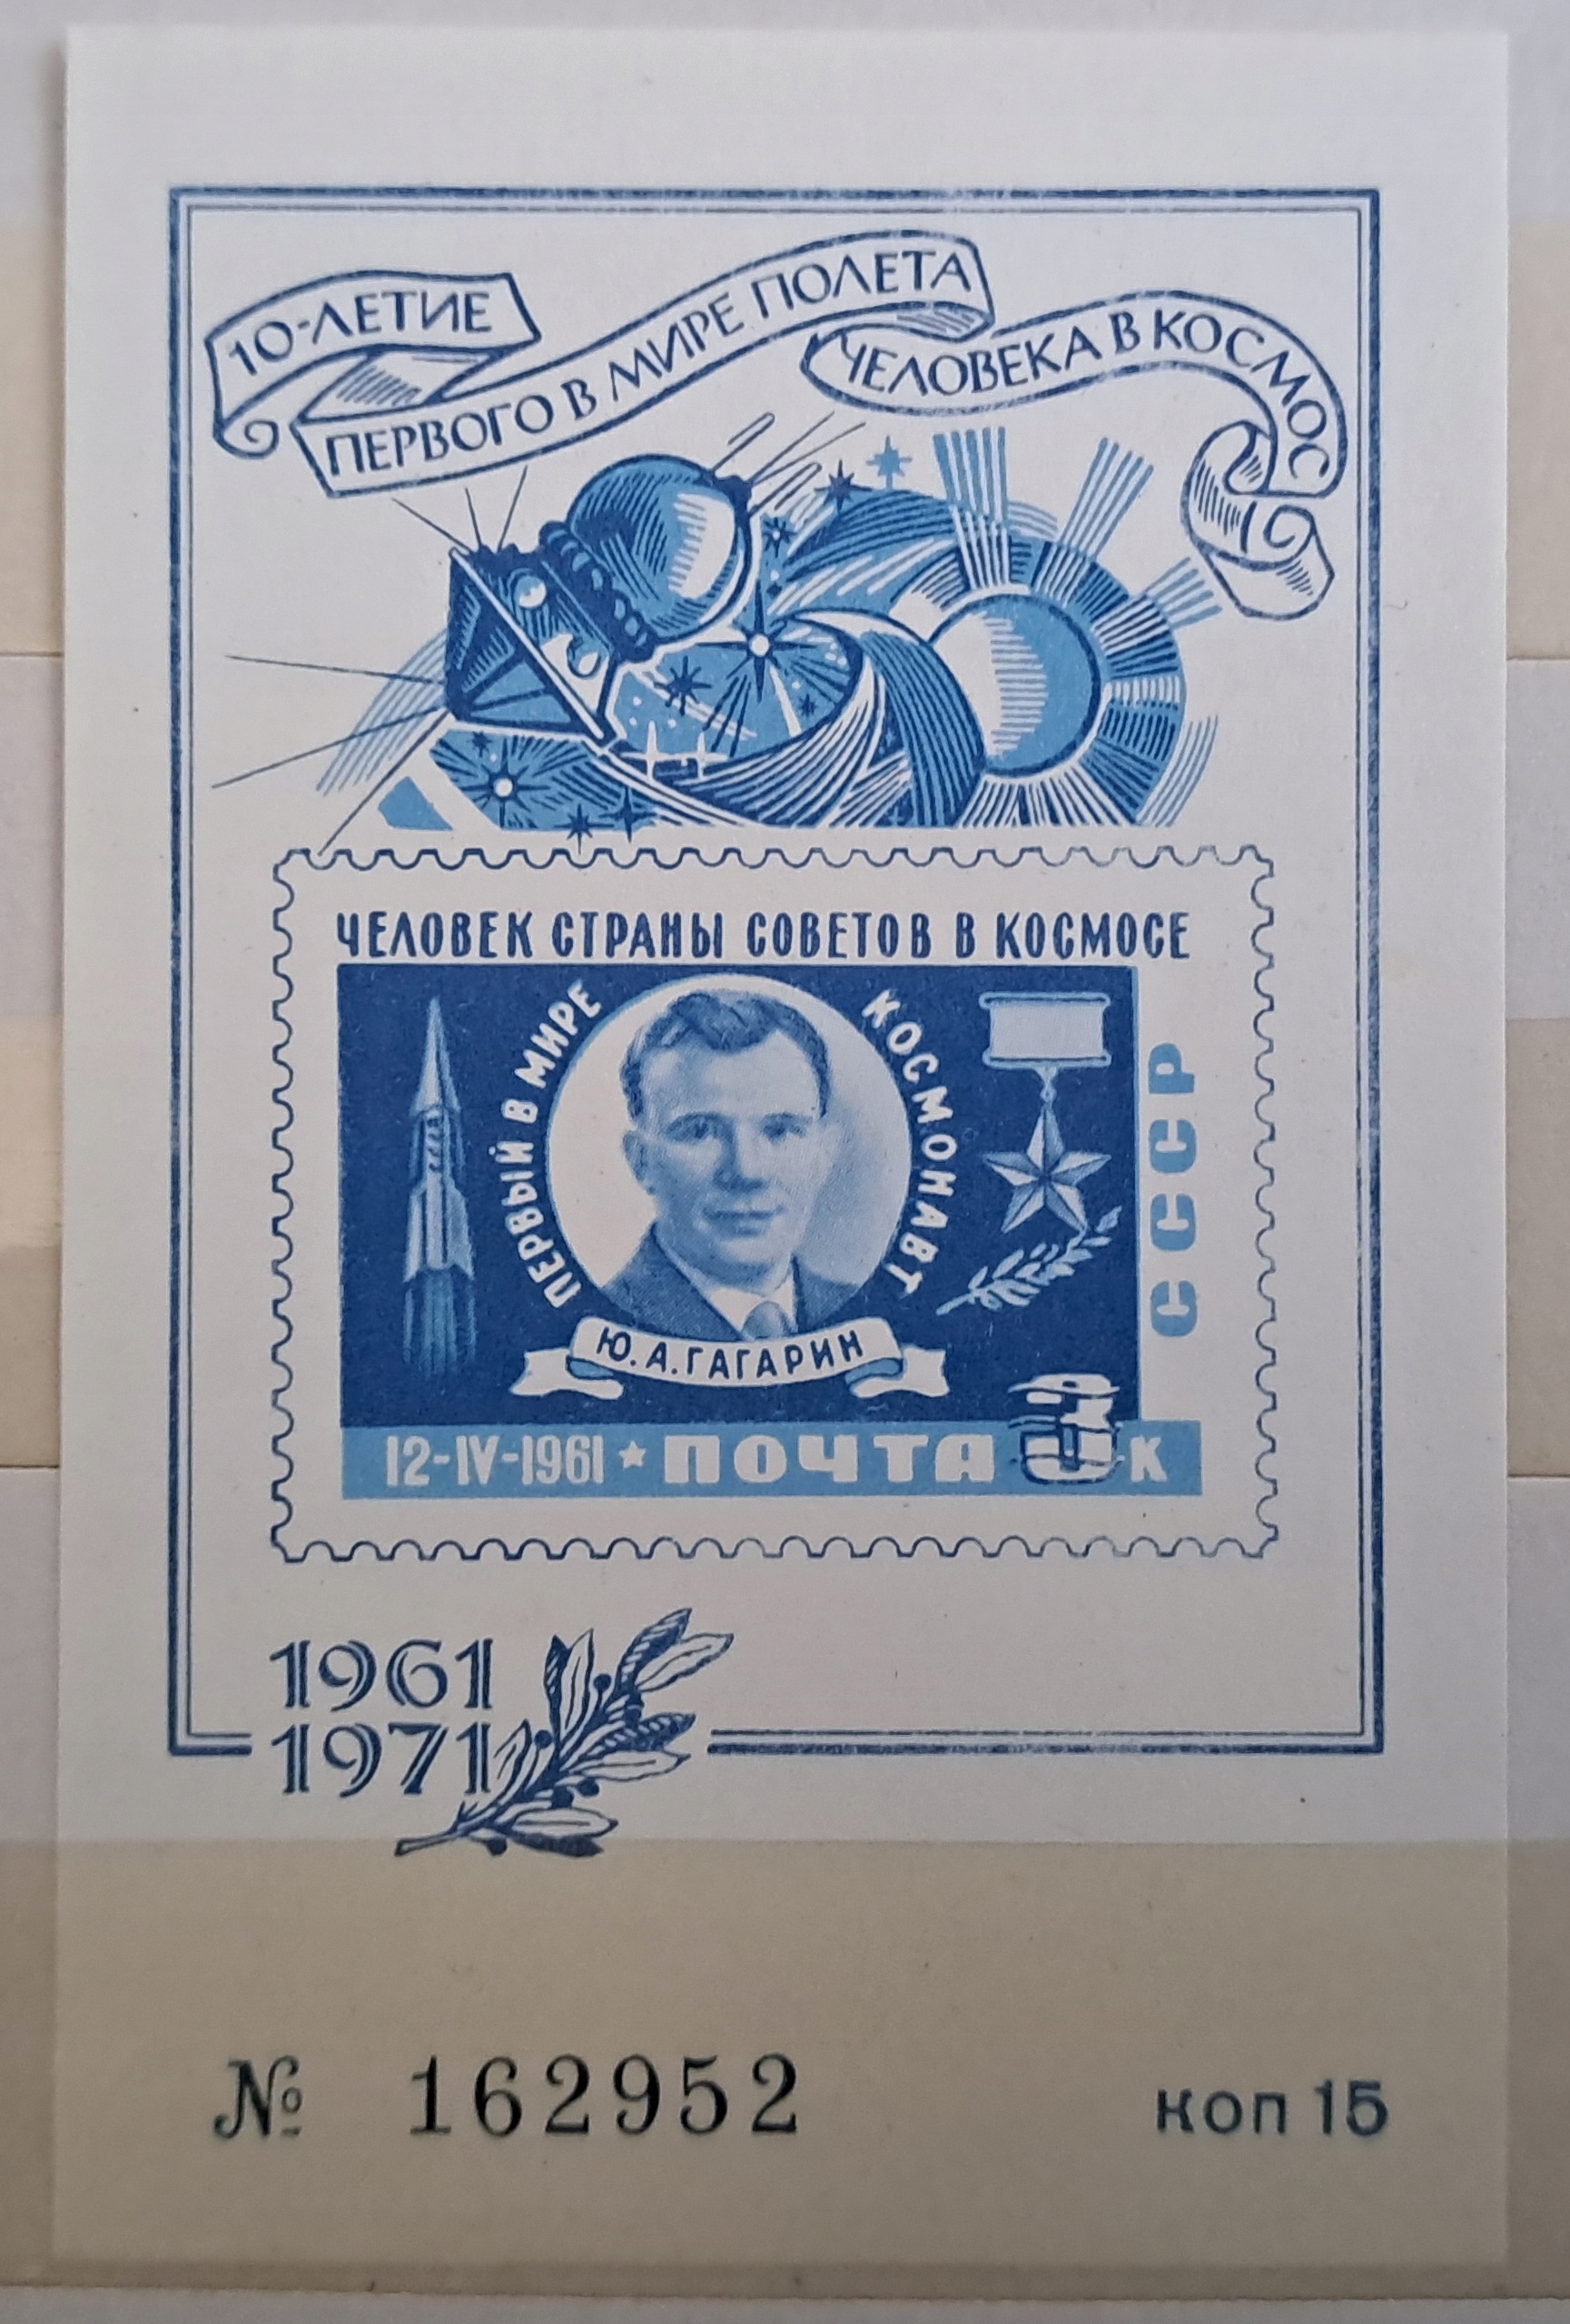 10-ЛЕТИЕ
ПЕРВОГО В МИРЕ ПОЛЕТА
ЧЕЛОВЕКА В КОСМОС
ЧЕЛОВЕК СТРАНЫ СОВЕТОВ В КОСМОСЕ
ПЕРВЫЙ В МИРЕ
КОСМОНАВТ
Ю.А.ГАГАРИН
СССР
12-IV-1961 ★ ПОЧТА 3 К
1961
1971
№ 162952
коп 15